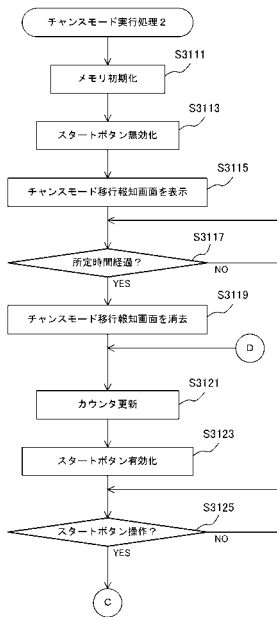 チャンスモード実行処理2
S3111
メモリ初期化
S3113
スタートボタン無効化
S3115
チャンスモード移行報知画面を表示
S3117
所定時間経過?
NO
YES
S3119
チャンスモード移行報知画面を消去
D
S3121
カウンタ更新
S3123
スタートボタン有効化
S3125
スタートボタン操作?
NO
YES
C